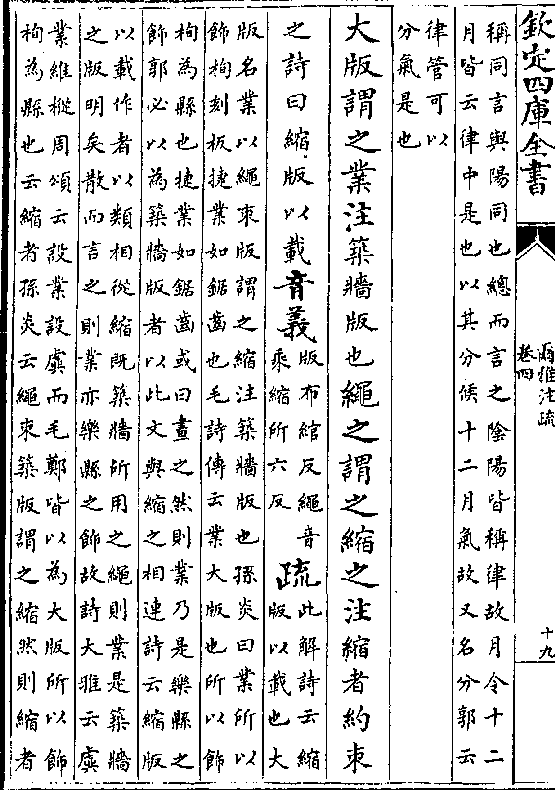 欽定四庫全書
爾雅注疏
卷四
十九
稱同言與陽同也總而言之陰陽皆稱律故月令十二
月皆云律中是也以其分候十二月氣故又名分郭云
律管可以
分氣是也
大版謂之業注築牆版也繩之謂之縮之注縮者約束
之詩曰縮版以載音義版布綰反繩音乘縮所六反疏此解詩云縮版以載也大
版名業以繩束版謂之縮注築牆版也孫炎曰業所以
飾栒刻板捷業如鋸齒也毛詩傳云業大版也所以飾
栒為縣也捷業如鋸齒或曰畫之然則業乃是樂縣之
飾郭必以為築牆版者以此文與縮之相連詩云縮版
以載作者以類相從縮既築牆所用之繩則業是築牆
之版明矣散而言之則業亦樂縣之飾故詩大雅云虡
業維樅周頌云設業設虡而毛鄭皆以為大版所以飾
栒為縣也云縮者孫炎云繩束築版謂之縮然則縮者